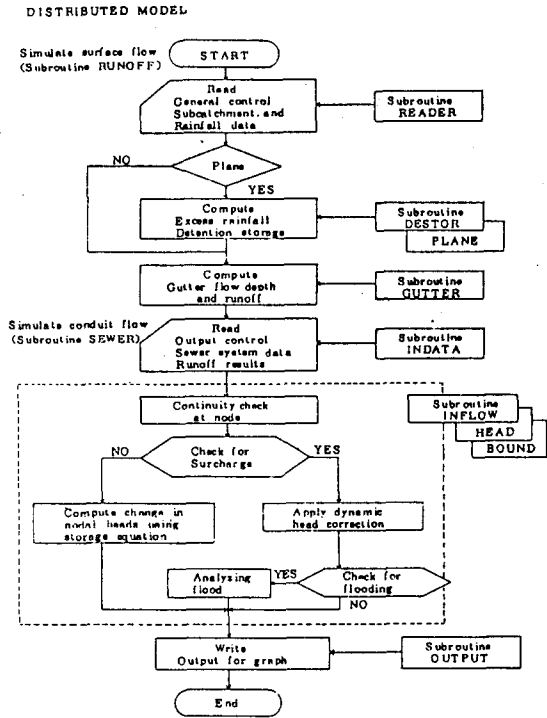 DISTRIBUTED MODEL
Simulate surface flow
(Subroutine RUNOFF)
START
Read
General control
Subcatchment, and
Rainfall data
Subroutine
READER
NO
Plane
YES
Compute
Excess rainfall
Detention storage
Subroutine
DESTOR
PLANE
Compute
Gutter flow depth
and runoff
Subroutine
GUTTER
Simulate conduit flow
(Subroutine SEWER)
Read
Output control
Sewer system data
Runoff results
Subroutine
INDATA
Continuity check
at node
Subroutine
INFLOW
HEAD
BOUND
NO
Check for
Surcharge
YES
Compute change in
nodal heads using
storage equation
Apply dynamic
head correction
Analyzing
flood
YES
Check for
flooding
NO
Write
Output for graph
Subroutine
OUTPUT
End